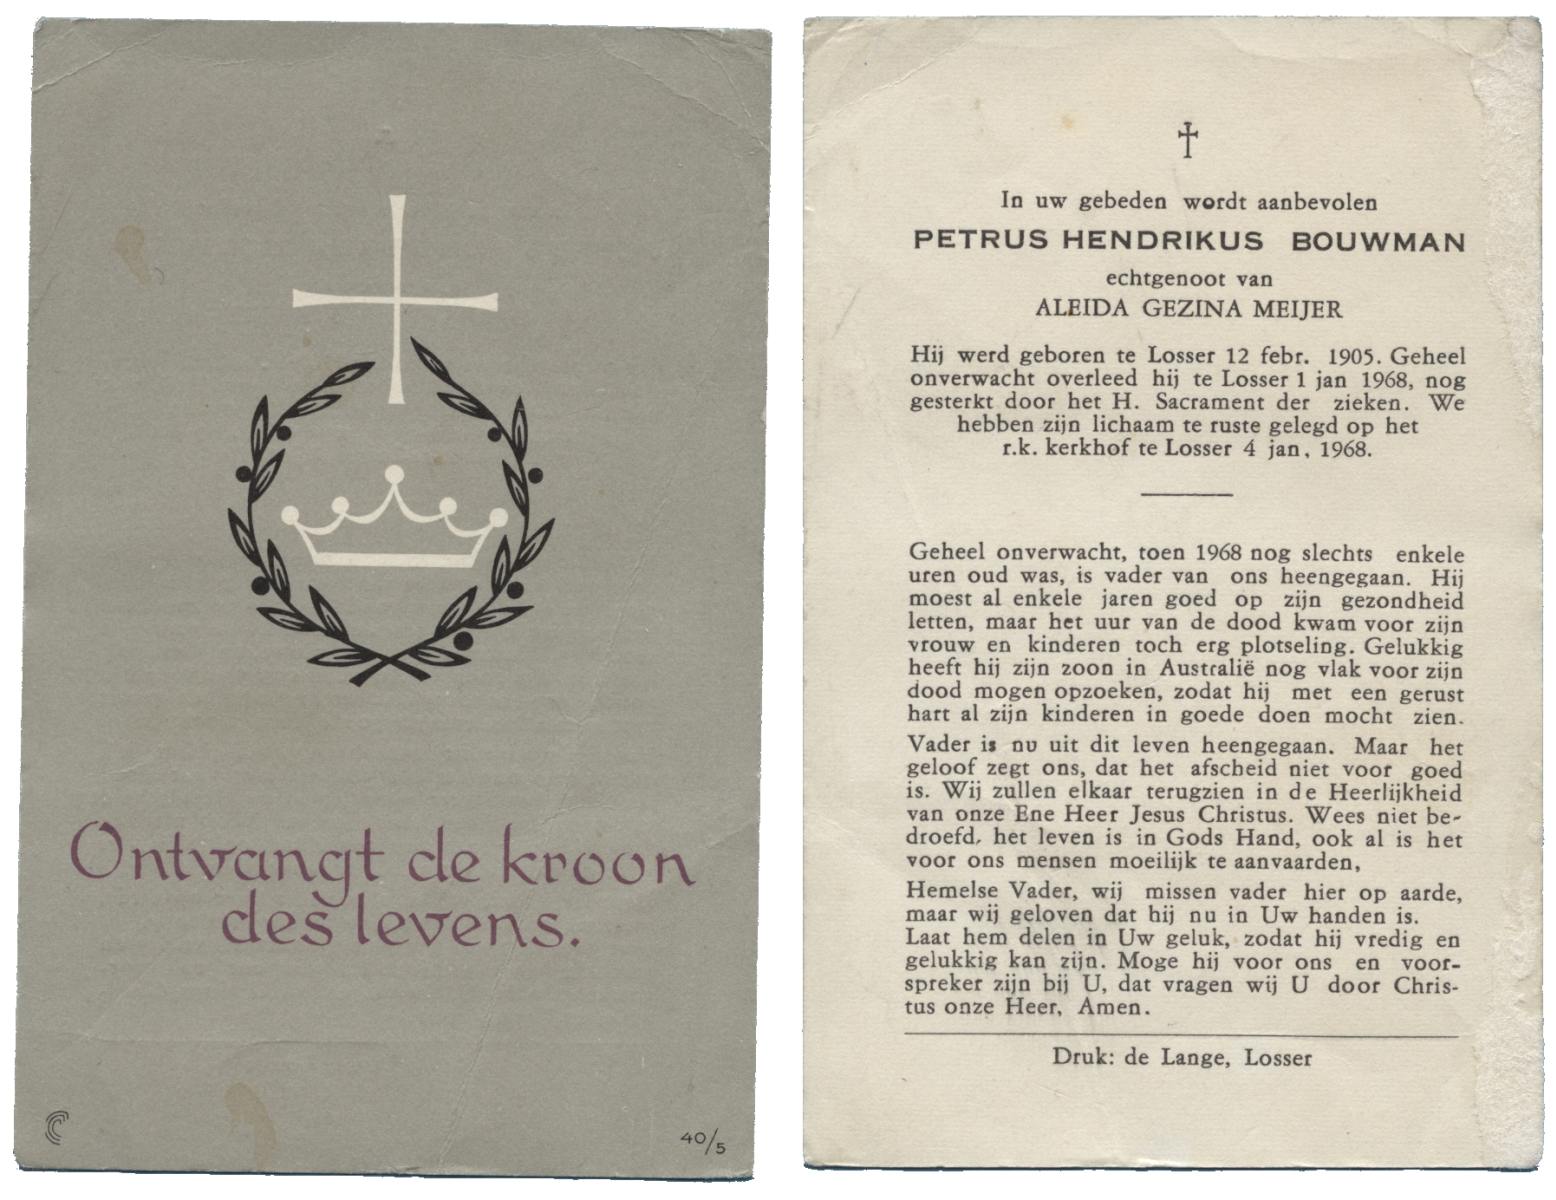 Ontvangt de kroon
des levens.
40/5
In uw gebeden wordt aanbevolen
PETRUS HENDRIKUS BOUWMAN
echtgenoot van
ALEIDA GEZINA MEIJER
Hij werd geboren te Losser 12 febr. 1905. Geheel
onverwacht overleed hij te Losser 1 jan 1968, nog
gesterkt door het H. Sacrament der zieken. We
hebben zijn lichaam te ruste gelegd op het
r.k. kerkhof te Losser 4 jan. 1968.
Geheel onverwacht, toen 1968 nog slechts enkele
uren oud was, is vader van ons heengegaan. Hij
moest al enkele jaren goed op zijn gezondheid
letten, maar het uur van de dood kwam voor zijn
vrouw en kinderen toch erg plotseling. Gelukkig
heeft hij zijn zoon in Australië nog vlak voor zijn
dood mogen opzoeken, zodat hij met een gerust
hart al zijn kinderen in goede doen mocht zien.
Vader is nu uit dit leven heengegaan. Maar het
geloof zegt ons, dat het afscheid niet voor goed
is. Wij zullen elkaar terugzien in de Heerlijkheid
van onze Ene Heer Jesus Christus. Wees niet be-
droefd, het leven is in Gods Hand, ook al is het
voor ons mensen moeilijk te aanvaarden,
Hemelse Vader, wij missen vader hier op aarde,
maar wij geloven dat hij nu in Uw handen is.
Laat hem delen in Uw geluk, zodat hij vredig en
gelukkig kan zijn. Moge hij voor ons en voor-
spreker zijn bij U, dat vragen wij U door Chris-
tus onze Heer, Amen.
Druk: de Lange, Losser